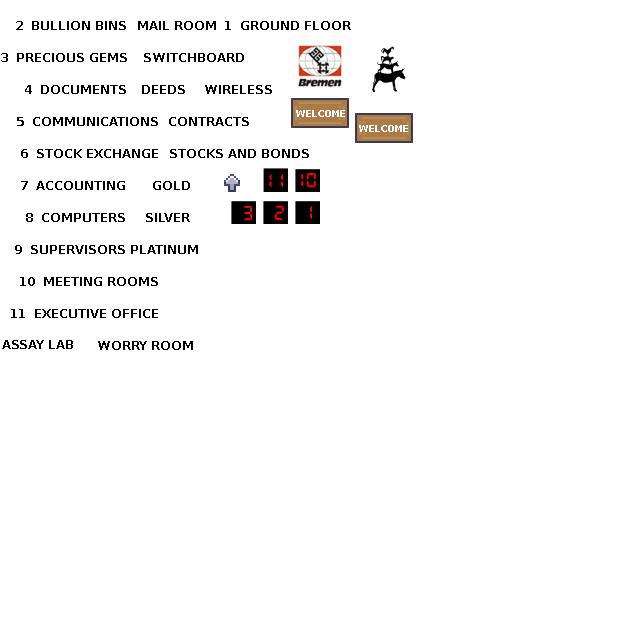 2 BULLION BINS MAIL ROOM 1 GROUND FLOOR
3 PRECIOUS GEMS SWITCHBOARD
Bremen
4 DOCUMENTS DEEDS WIRELESS
WELCOME
5 COMMUNICATIONS CONTRACTS
WELCOME
6 STOCK EXCHANGE STOCKS AND BONDS
7 ACCOUNTING GOLD 11 10
8 COMPUTERS SILVER 3 2 1
9 SUPERVISORS PLATINUM
10 MEETING ROOMS
11 EXECUTIVE OFFICE
ASSAY LAB WORRY ROOM